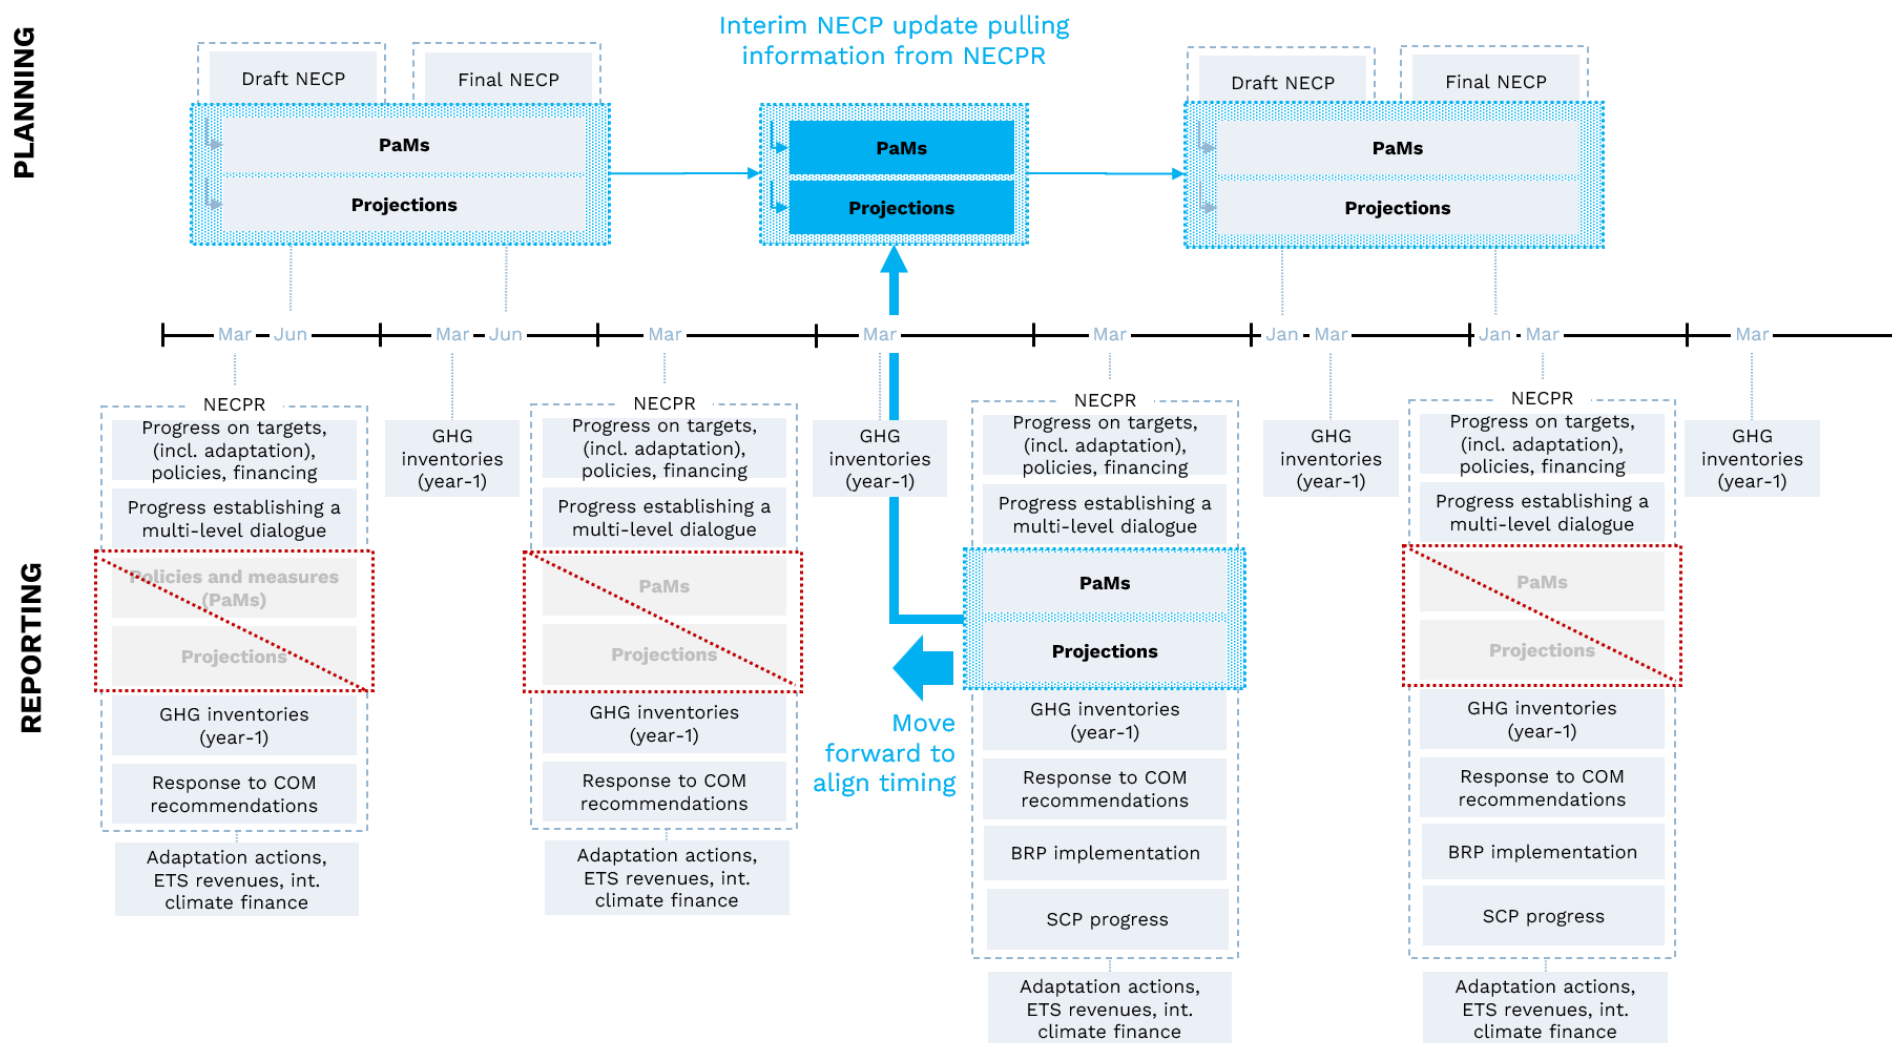 PLANNING
Interim NECP update pulling
information from NECPR
Draft NECP
Final NECP
PaMs
Projections
PaMs
Projections
Draft NECP
Final NECP
PaMs
Projections
Mar
Jun
Mar
Jun
Mar
Mar
Mar
Jan
Mar
Jan
Mar
Mar
REPORTING
NECPR
Progress on targets,
(incl. adaptation),
policies, financing
Progress establishing a
multi-level dialogue
Policies and measures
(PaMs)
Projections
GHG inventories
(year-1)
Response to COM
recommendations
Adaptation actions,
ETS revenues, int.
climate finance
GHG
inventories
(year-1)
NECPR
Progress on targets,
(incl. adaptation),
policies, financing
Progress establishing a
multi-level dialogue
PaMs
Projections
GHG inventories
(year-1)
Response to COM
recommendations
Adaptation actions,
ETS revenues, int.
climate finance
GHG
inventories
(year-1)
Move
forward to
align timing
NECPR
Progress on targets,
(incl. adaptation),
policies, financing
Progress establishing a
multi-level dialogue
PaMs
Projections
GHG inventories
(year-1)
Response to COM
recommendations
BRP implementation
SCP progress
Adaptation actions,
ETS revenues, int.
climate finance
GHG
inventories
(year-1)
NECPR
Progress on targets,
(incl. adaptation),
policies, financing
Progress establishing a
multi-level dialogue
PaMs
Projections
GHG inventories
(year-1)
Response to COM
recommendations
BRP implementation
SCP progress
Adaptation actions,
ETS revenues, int.
climate finance
GHG
inventories
(year-1)